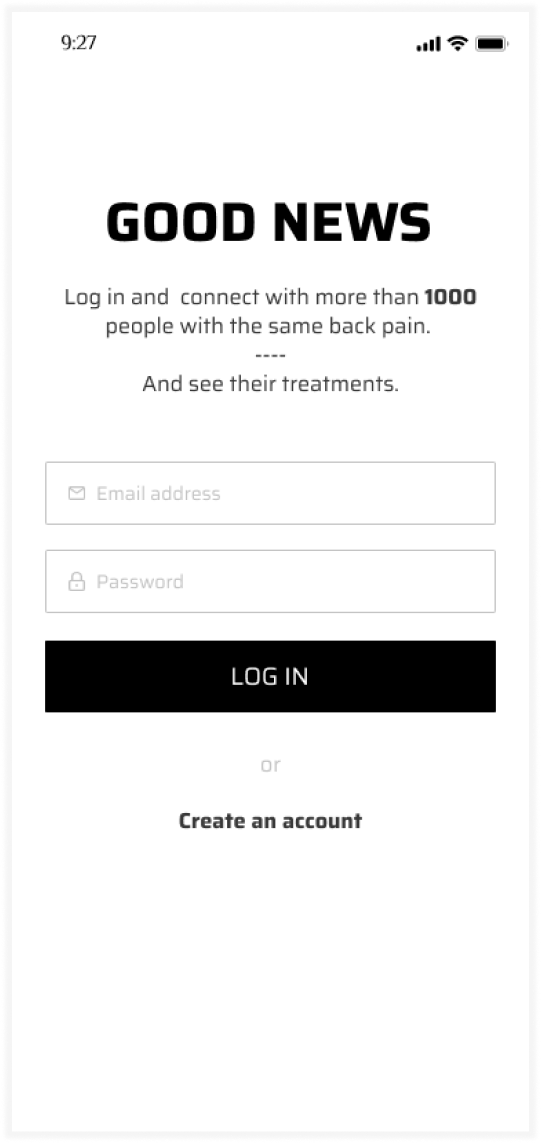 9:27
GOOD NEWS
Log in and  connect with more than 1000
people with the same back pain.
----
And see their treatments.
Email address
Password
LOG IN
or
Create an account